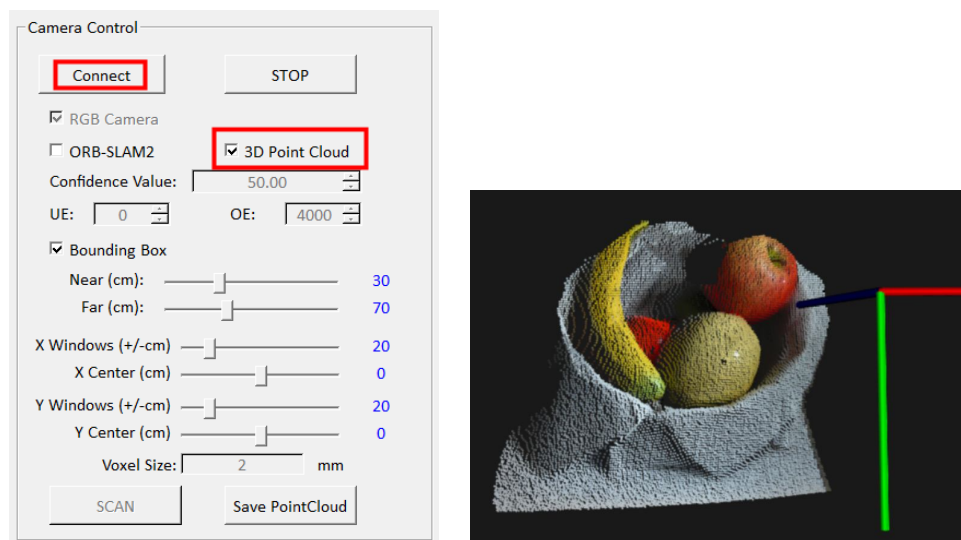 Camera Control
Connect STOP
RGB Camera
ORB-SLAM2 3D Point Cloud
Confidence Value: 50.00
UE: 0 OE: 4000
Bounding Box
Near (cm): 30
Far (cm): 70
X Windows (+/-cm) 20
X Center (cm) 0
Y Windows (+/-cm) 20
Y Center (cm) 0
Voxel Size: 2 mm
SCAN Save PointCloud